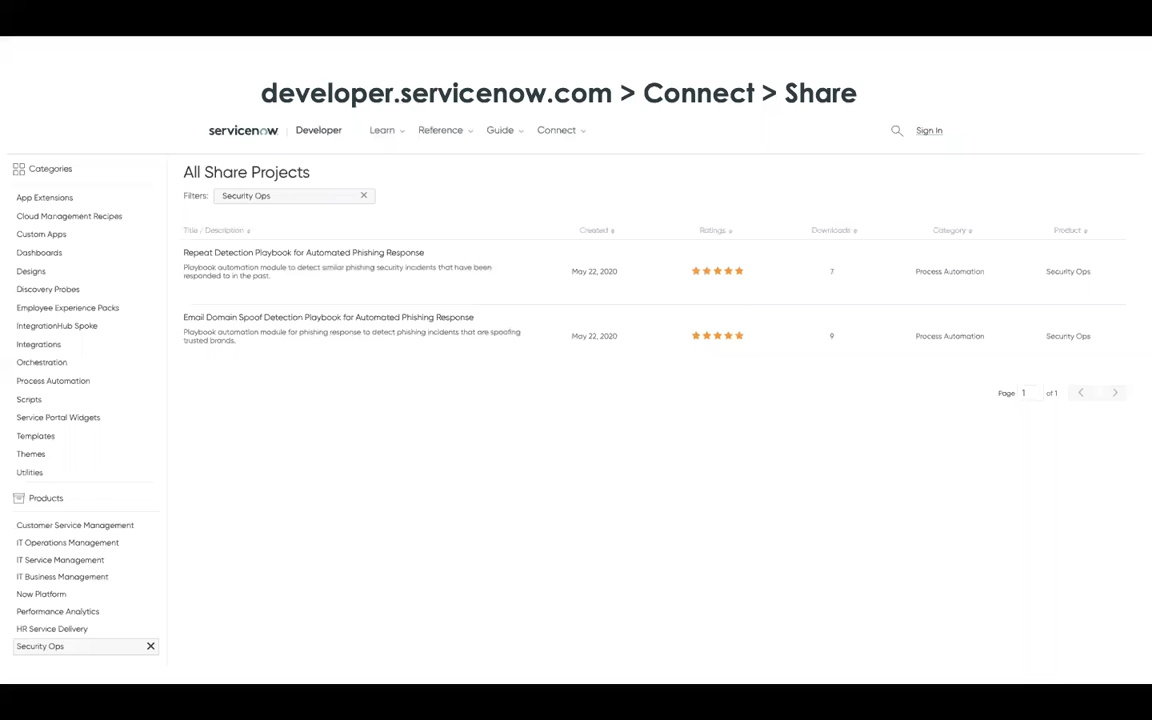 developer.servicenow.com > Connect > Share
servicenow Developer Learn Reference Guide Connect Sign In
Categories
App Extensions
Cloud Management Recipes
Custom Apps
Dashboards
Designs
Discovery Probes
Employee Experience Packs
IntegrationHub Spoke
Integrations
Orchestration
Process Automation
Scripts
Service Portal Widgets
Templates
Themes
Utilities
Products
Customer Service Management
IT Operations Management
IT Service Management
IT Business Management
Now Platform
Performance Analytics
HR Service Delivery
Security Ops
All Share Projects
Filters: Security Ops
Title / Description Created Ratings Downloads Category Product
Repeat Detection Playbook for Automated Phishing Response
Playbook automation module to detect similar phishing security incidents that have been
responded to in the past.
May 22, 2020 7 Process Automation Security Ops
Email Domain Spoof Detection Playbook for Automated Phishing Response
Playbook automation module for phishing response to detect phishing incidents that are spoofing
trusted brands.
May 22, 2020 9 Process Automation Security Ops
Page 1 of 1